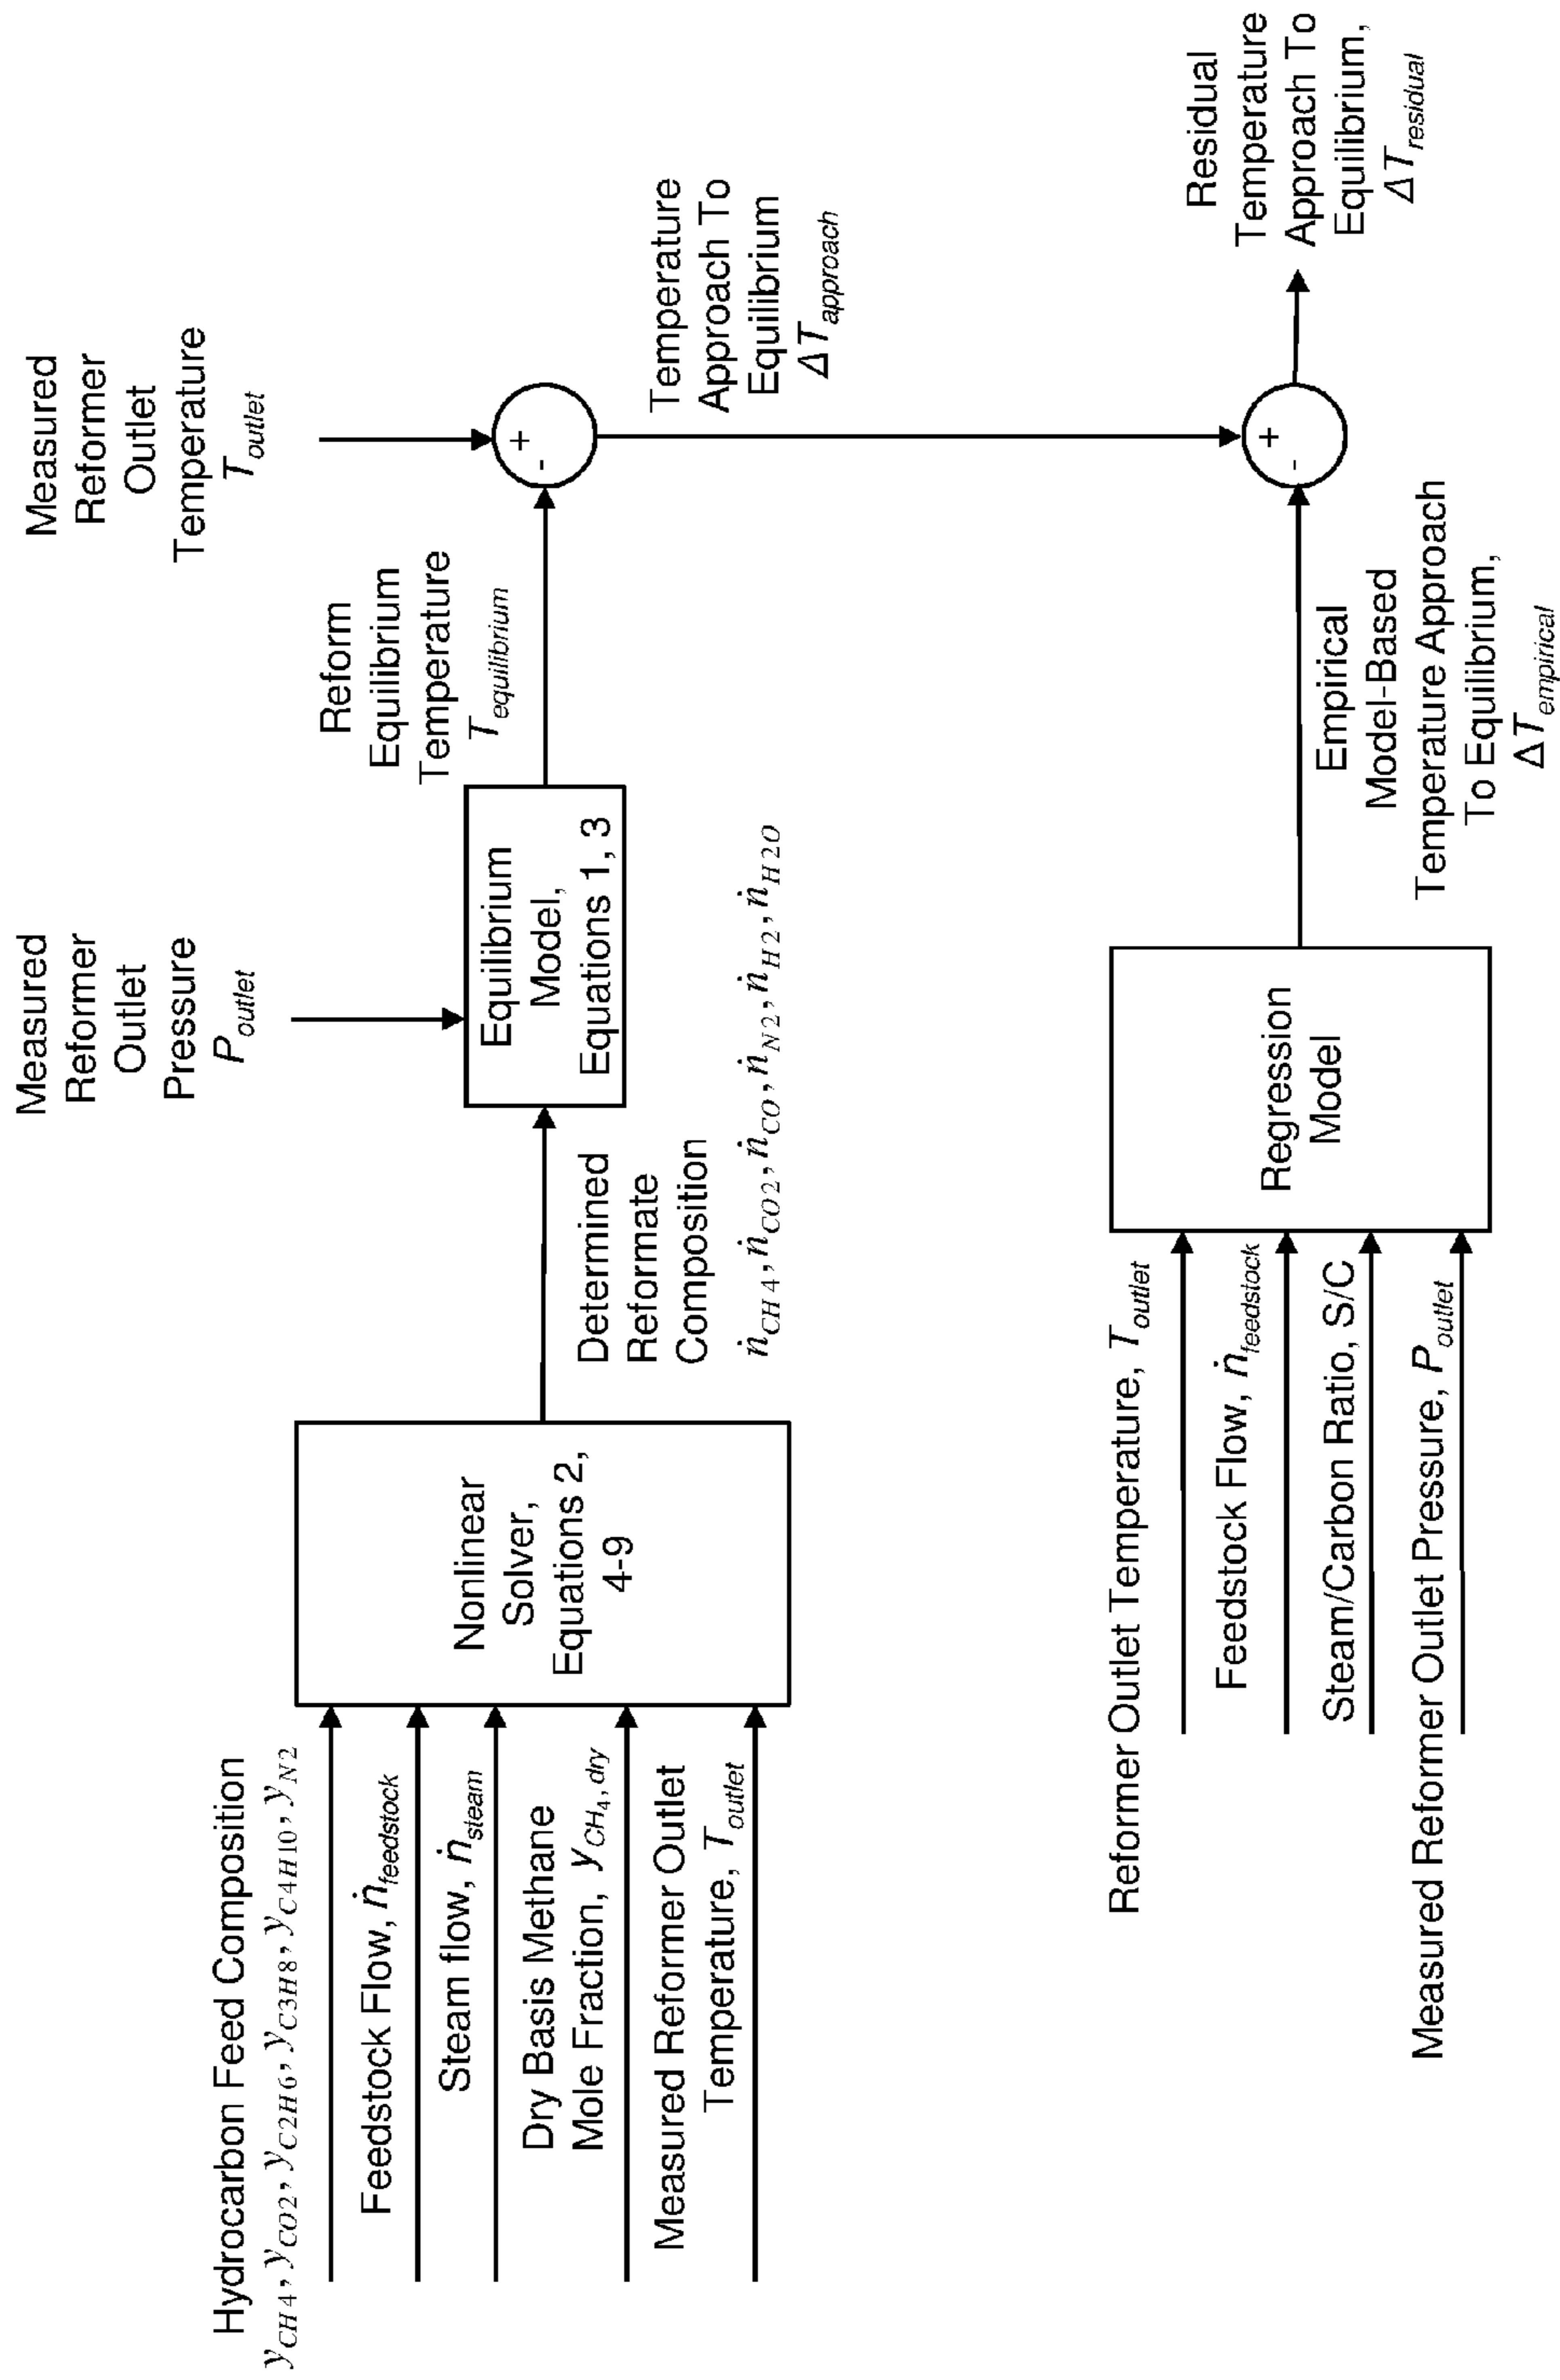 Hydrocarbon Feed Composition
y_CH4, y_CO2, y_C2H6, y_C3H8, y_C4H10, y_N2
Feedstock Flow, ṅ_feedstock
Steam flow, ṅ_steam
Dry Basis Methane
Mole Fraction, y_CH₄, dry
Measured Reformer Outlet
Temperature, T_outlet
Nonlinear
Solver,
Equations 2,
4-9
Determined
Reformate
Composition
ṅ_CH4, ṅ_CO2, ṅ_CO, ṅ_N2, ṅ_H2, ṅ_H2O
Measured
Reformer
Outlet
Pressure
P_outlet
Equilibrium
Model,
Equations 1, 3
Reform
Equilibrium
Temperature
T_equilibrium
Measured
Reformer
Outlet
Temperature
T_outlet
+
-
Temperature
Approach To
Equilibrium
ΔT_approach
Reformer Outlet Temperature, T_outlet
Feedstock Flow, ṅ_feedstock
Steam/Carbon Ratio, S/C
Measured Reformer Outlet Pressure, P_outlet
Regression
Model
Empirical
Model-Based
Temperature Approach
To Equilibrium,
ΔT_empirical
+
-
Residual
Temperature
Approach To
Equilibrium,
ΔT_residual